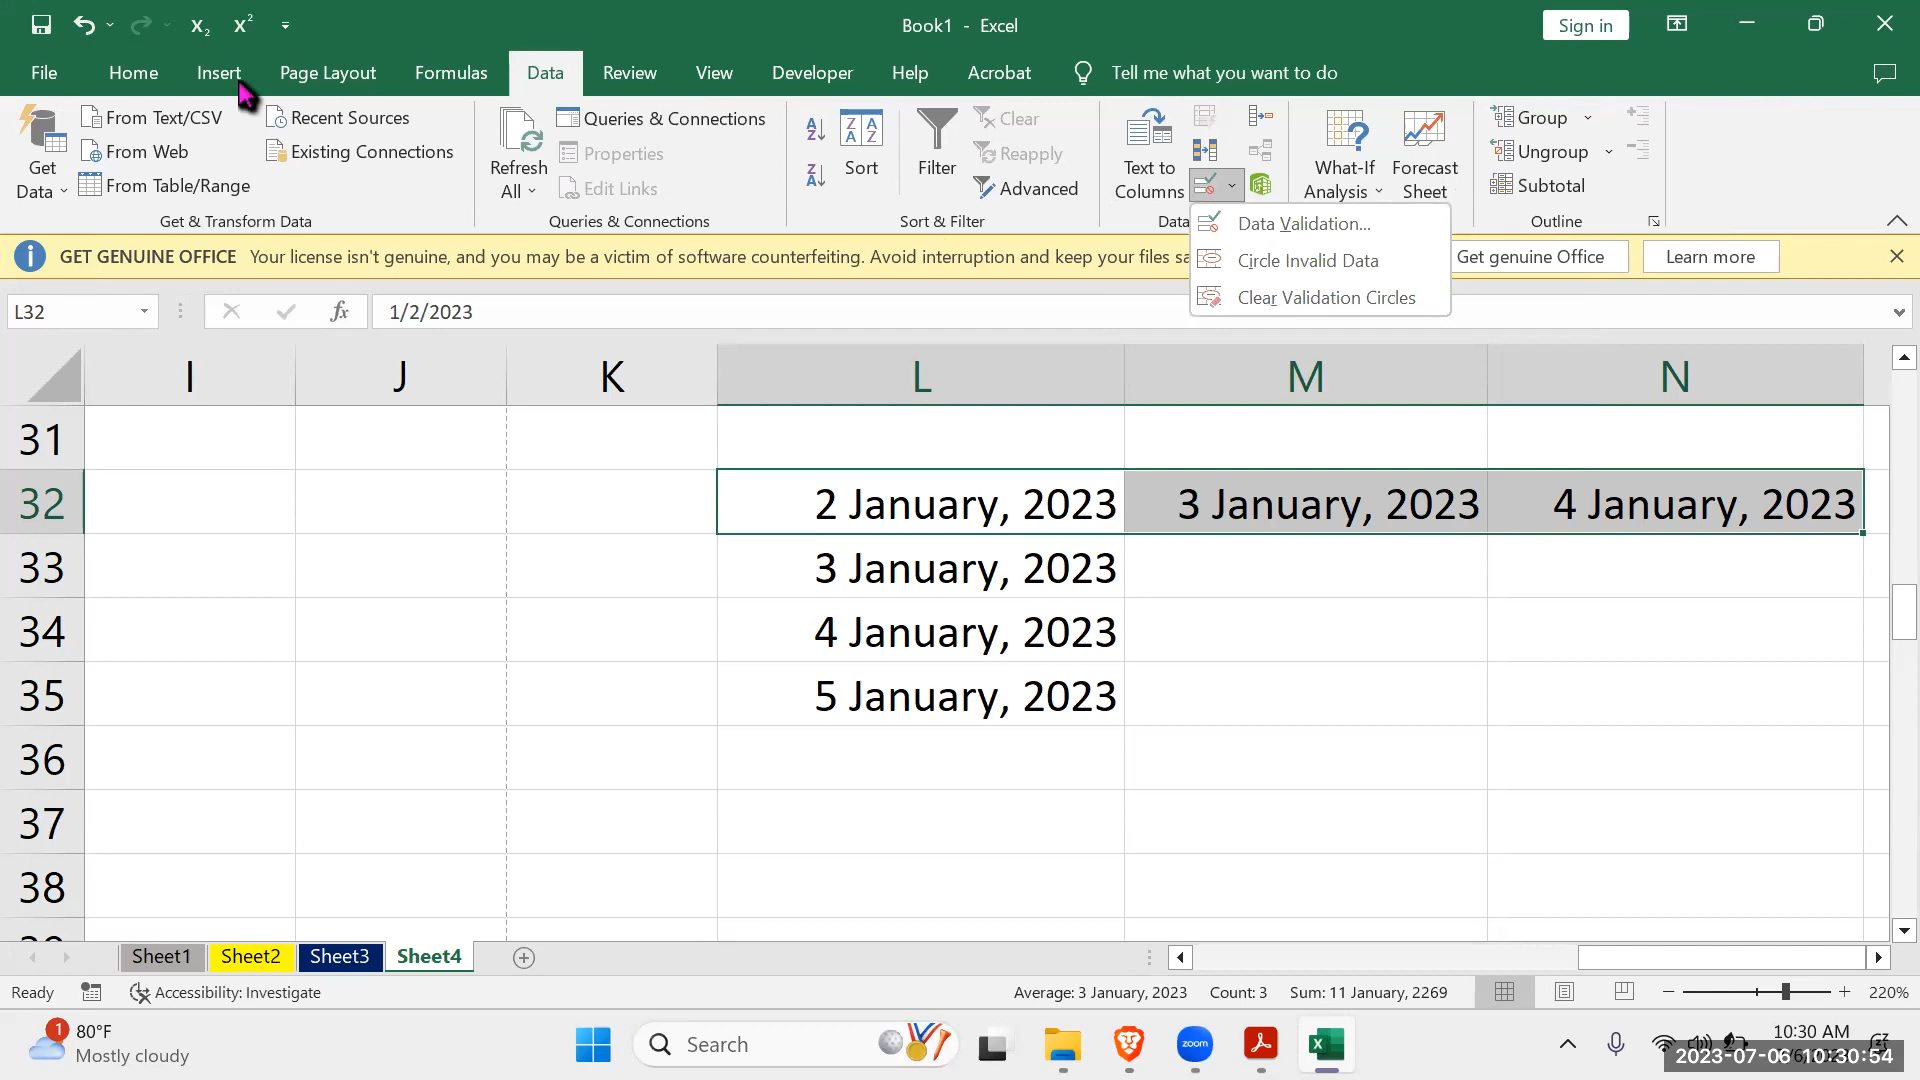 X₂ X² Book1 - Excel Sign in
File Home Insert Page Layout Formulas Data Review View Developer Help Acrobat Tell me what you want to do
Get Data
From Text/CSV
From Web
From Table/Range
Recent Sources
Existing Connections
Get & Transform Data
Refresh All
Queries & Connections
Properties
Edit Links
Queries & Connections
Sort
Filter
Clear
Reapply
Advanced
Sort & Filter
Text to Columns
Data
What-If Analysis
Forecast Sheet
Group
Ungroup
Subtotal
Outline
Data Validation...
Circle Invalid Data
Clear Validation Circles
GET GENUINE OFFICE Your license isn't genuine, and you may be a victim of software counterfeiting. Avoid interruption and keep your files sa Get genuine Office Learn more
L32 fx 1/2/2023
I J K L M N
31
32 2 January, 2023 3 January, 2023 4 January, 2023
33 3 January, 2023
34 4 January, 2023
35 5 January, 2023
36
37
38
Sheet1 Sheet2 Sheet3 Sheet4
Ready Accessibility: Investigate Average: 3 January, 2023 Count: 3 Sum: 11 January, 2269 220%
1 80°F
Mostly cloudy
Search
zoom
10:30 AM
2023-07-06 10:30:54